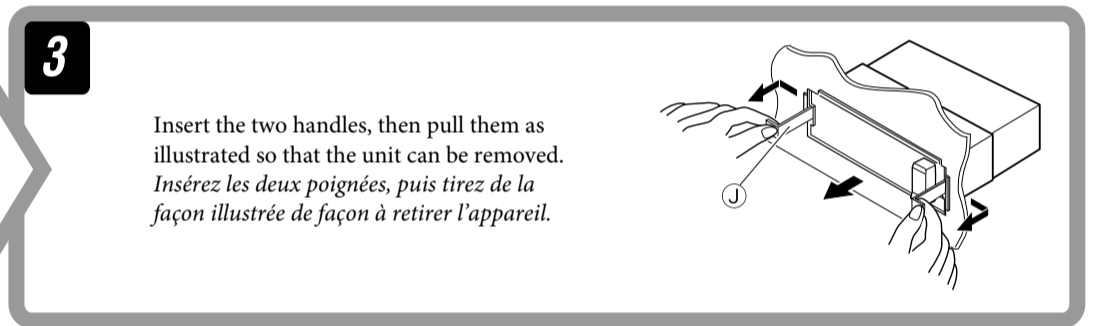 3
Insert the two handles, then pull them as
illustrated so that the unit can be removed.
Insérez les deux poignées, puis tirez de la
façon illustrée de façon à retirer l’appareil.
J